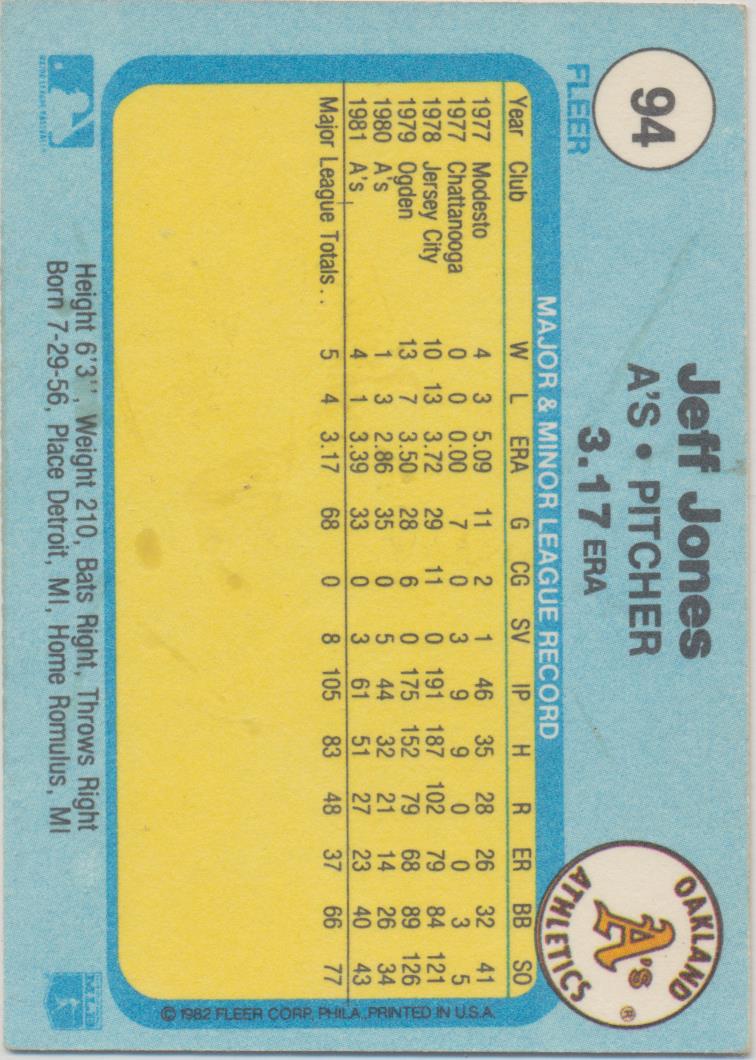 94
FLEER
Jeff Jones
A'S • PITCHER
3.17 ERA
OAKLAND
A's
ATHLETICS
®
MAJOR & MINOR LEAGUE RECORD
Year Club W L ERA G CG SV IP H R ER BB SO
1977 Modesto 4 3 5.09 11 2 1 46 35 28 26 32 41
1977 Chattanooga 0 0 0.00 7 0 3 9 9 0 0 3 5
1978 Jersey City 10 13 3.72 29 11 0 191 187 102 79 84 121
1979 Ogden 13 7 3.50 28 6 0 175 152 79 68 89 126
1980 A's 1 3 2.86 35 0 5 44 32 21 14 26 34
1981 A's 4 1 3.39 33 0 3 61 51 27 23 40 43
Major League Totals . . 5 4 3.17 68 0 8 105 83 48 37 66 77
© 1982 FLEER CORP. PHILA. PRINTED IN U.S.A.
Height 6'3'', Weight 210, Bats Right, Throws Right
Born 7-29-56, Place Detroit, MI, Home Romulus, MI